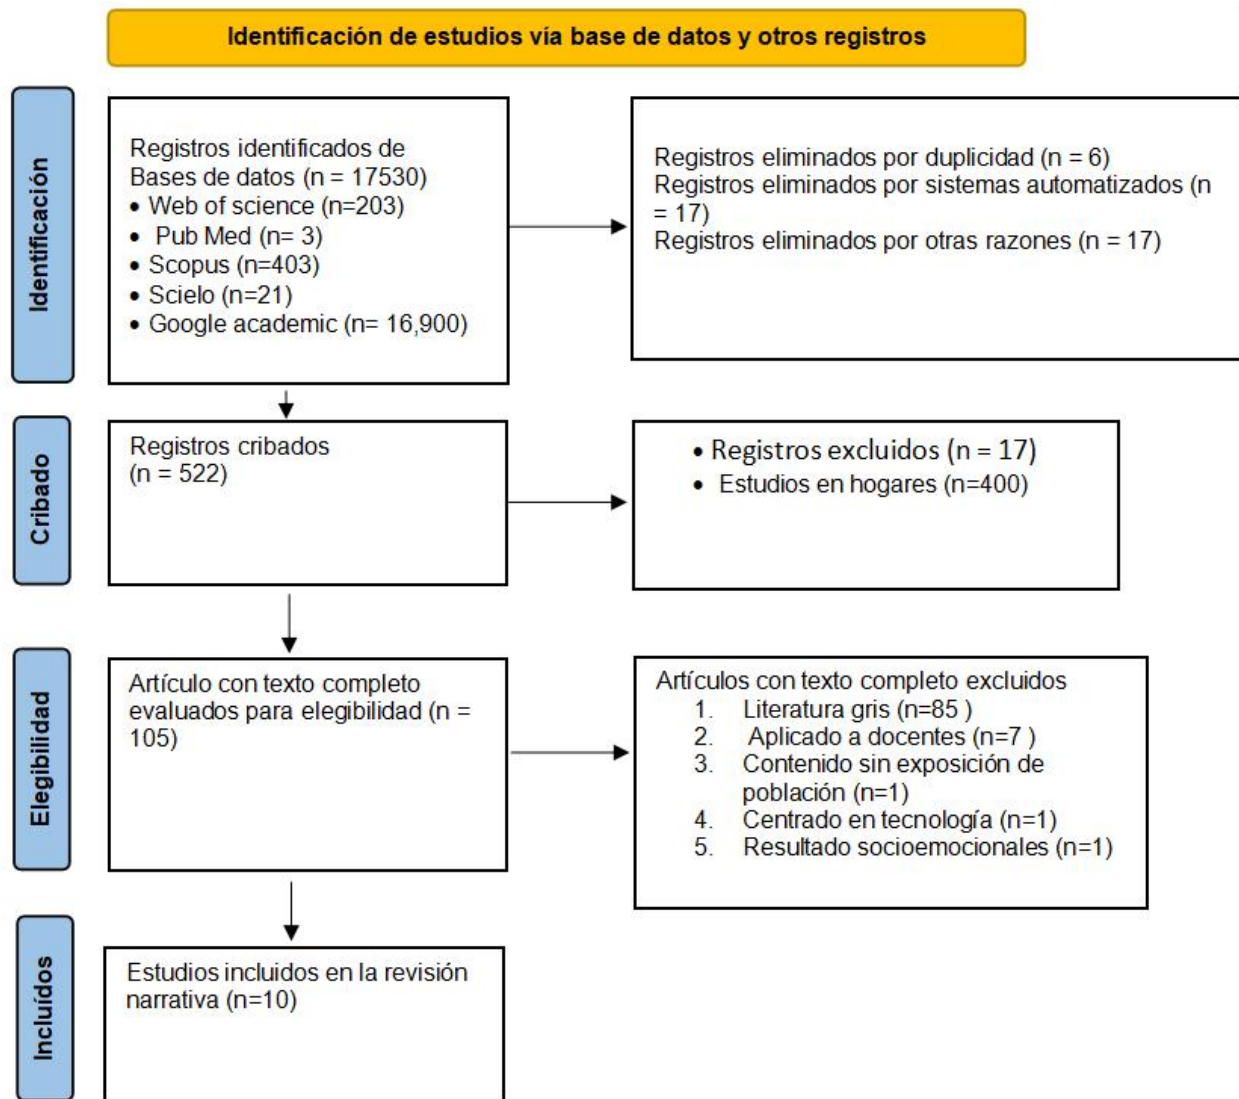 Identificación de estudios vía base de datos y otros registros
Identificación
Registros identificados de
Bases de datos (n = 17530)
• Web of science (n=203)
• Pub Med (n= 3)
• Scopus (n=403)
• Scielo (n=21)
• Google academic (n= 16,900)
Registros eliminados por duplicidad (n = 6)
Registros eliminados por sistemas automatizados (n
= 17)
Registros eliminados por otras razones (n = 17)
Cribado
Registros cribados
(n = 522)
• Registros excluidos (n = 17)
• Estudios en hogares (n=400)
Elegibilidad
Artículo con texto completo
evaluados para elegibilidad (n =
105)
Artículos con texto completo excluidos
1. Literatura gris (n=85 )
2. Aplicado a docentes (n=7 )
3. Contenido sin exposición de
población (n=1)
4. Centrado en tecnología (n=1)
5. Resultado socioemocionales (n=1)
Incluídos
Estudios incluidos en la revisión
narrativa (n=10)